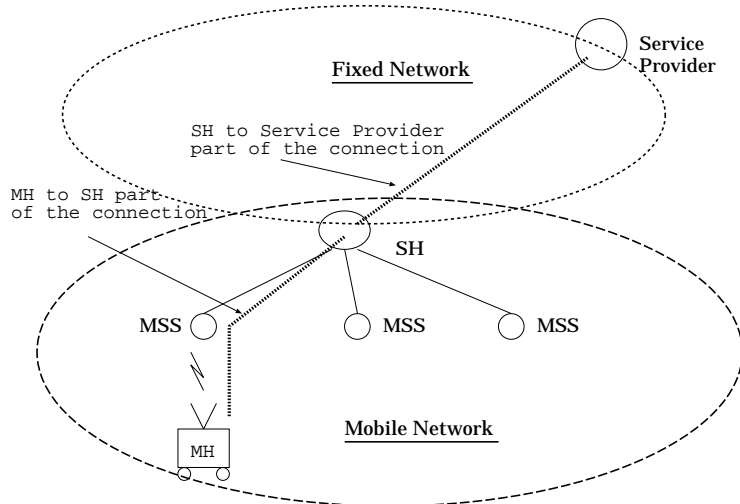 Service
Provider
Fixed Network
SH to Service Provider
part of the connection
MH to SH part
of the connection
SH
MSS
MSS
MSS
Mobile Network
MH